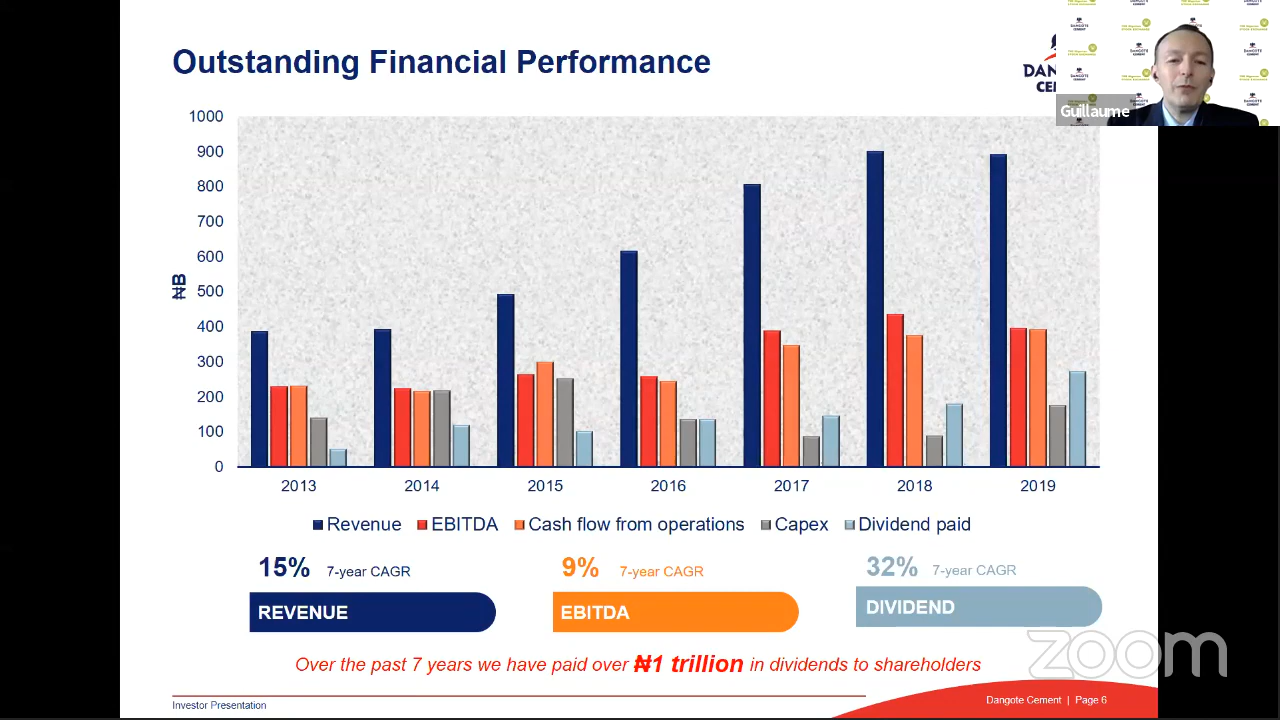 Outstanding Financial Performance
DANGOTE
CEMENT
Guillaume
1000
900
800
700
600
500
400
300
200
100
0
₦B
2013 2014 2015 2016 2017 2018 2019
Revenue EBITDA Cash flow from operations Capex Dividend paid
15% 7-year CAGR
REVENUE
9% 7-year CAGR
EBITDA
32% 7-year CAGR
DIVIDEND
Over the past 7 years we have paid over ₦1 trillion in dividends to shareholders
zoom
Investor Presentation
Dangote Cement | Page 6